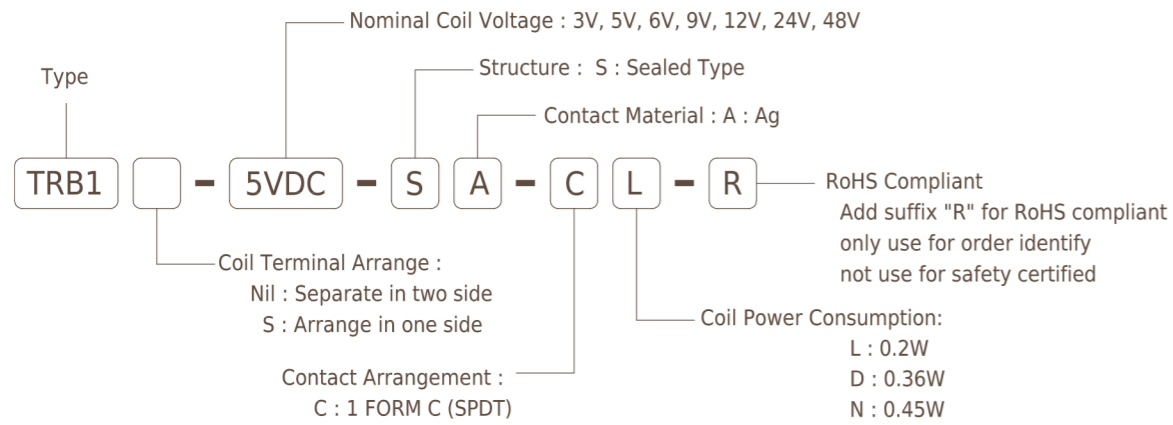 Nominal Coil Voltage : 3V, 5V, 6V, 9V, 12V, 24V, 48V
Structure : S : Sealed Type
Type
Contact Material : A : Ag
TRB1 - 5VDC - S A - C L - R
RoHS Compliant
Add suffix "R" for RoHS compliant
only use for order identify
not use for safety certified
Coil Terminal Arrange :
Nil : Separate in two side
S : Arrange in one side
Coil Power Consumption:
L : 0.2W
D : 0.36W
N : 0.45W
Contact Arrangement :
C : 1 FORM C (SPDT)